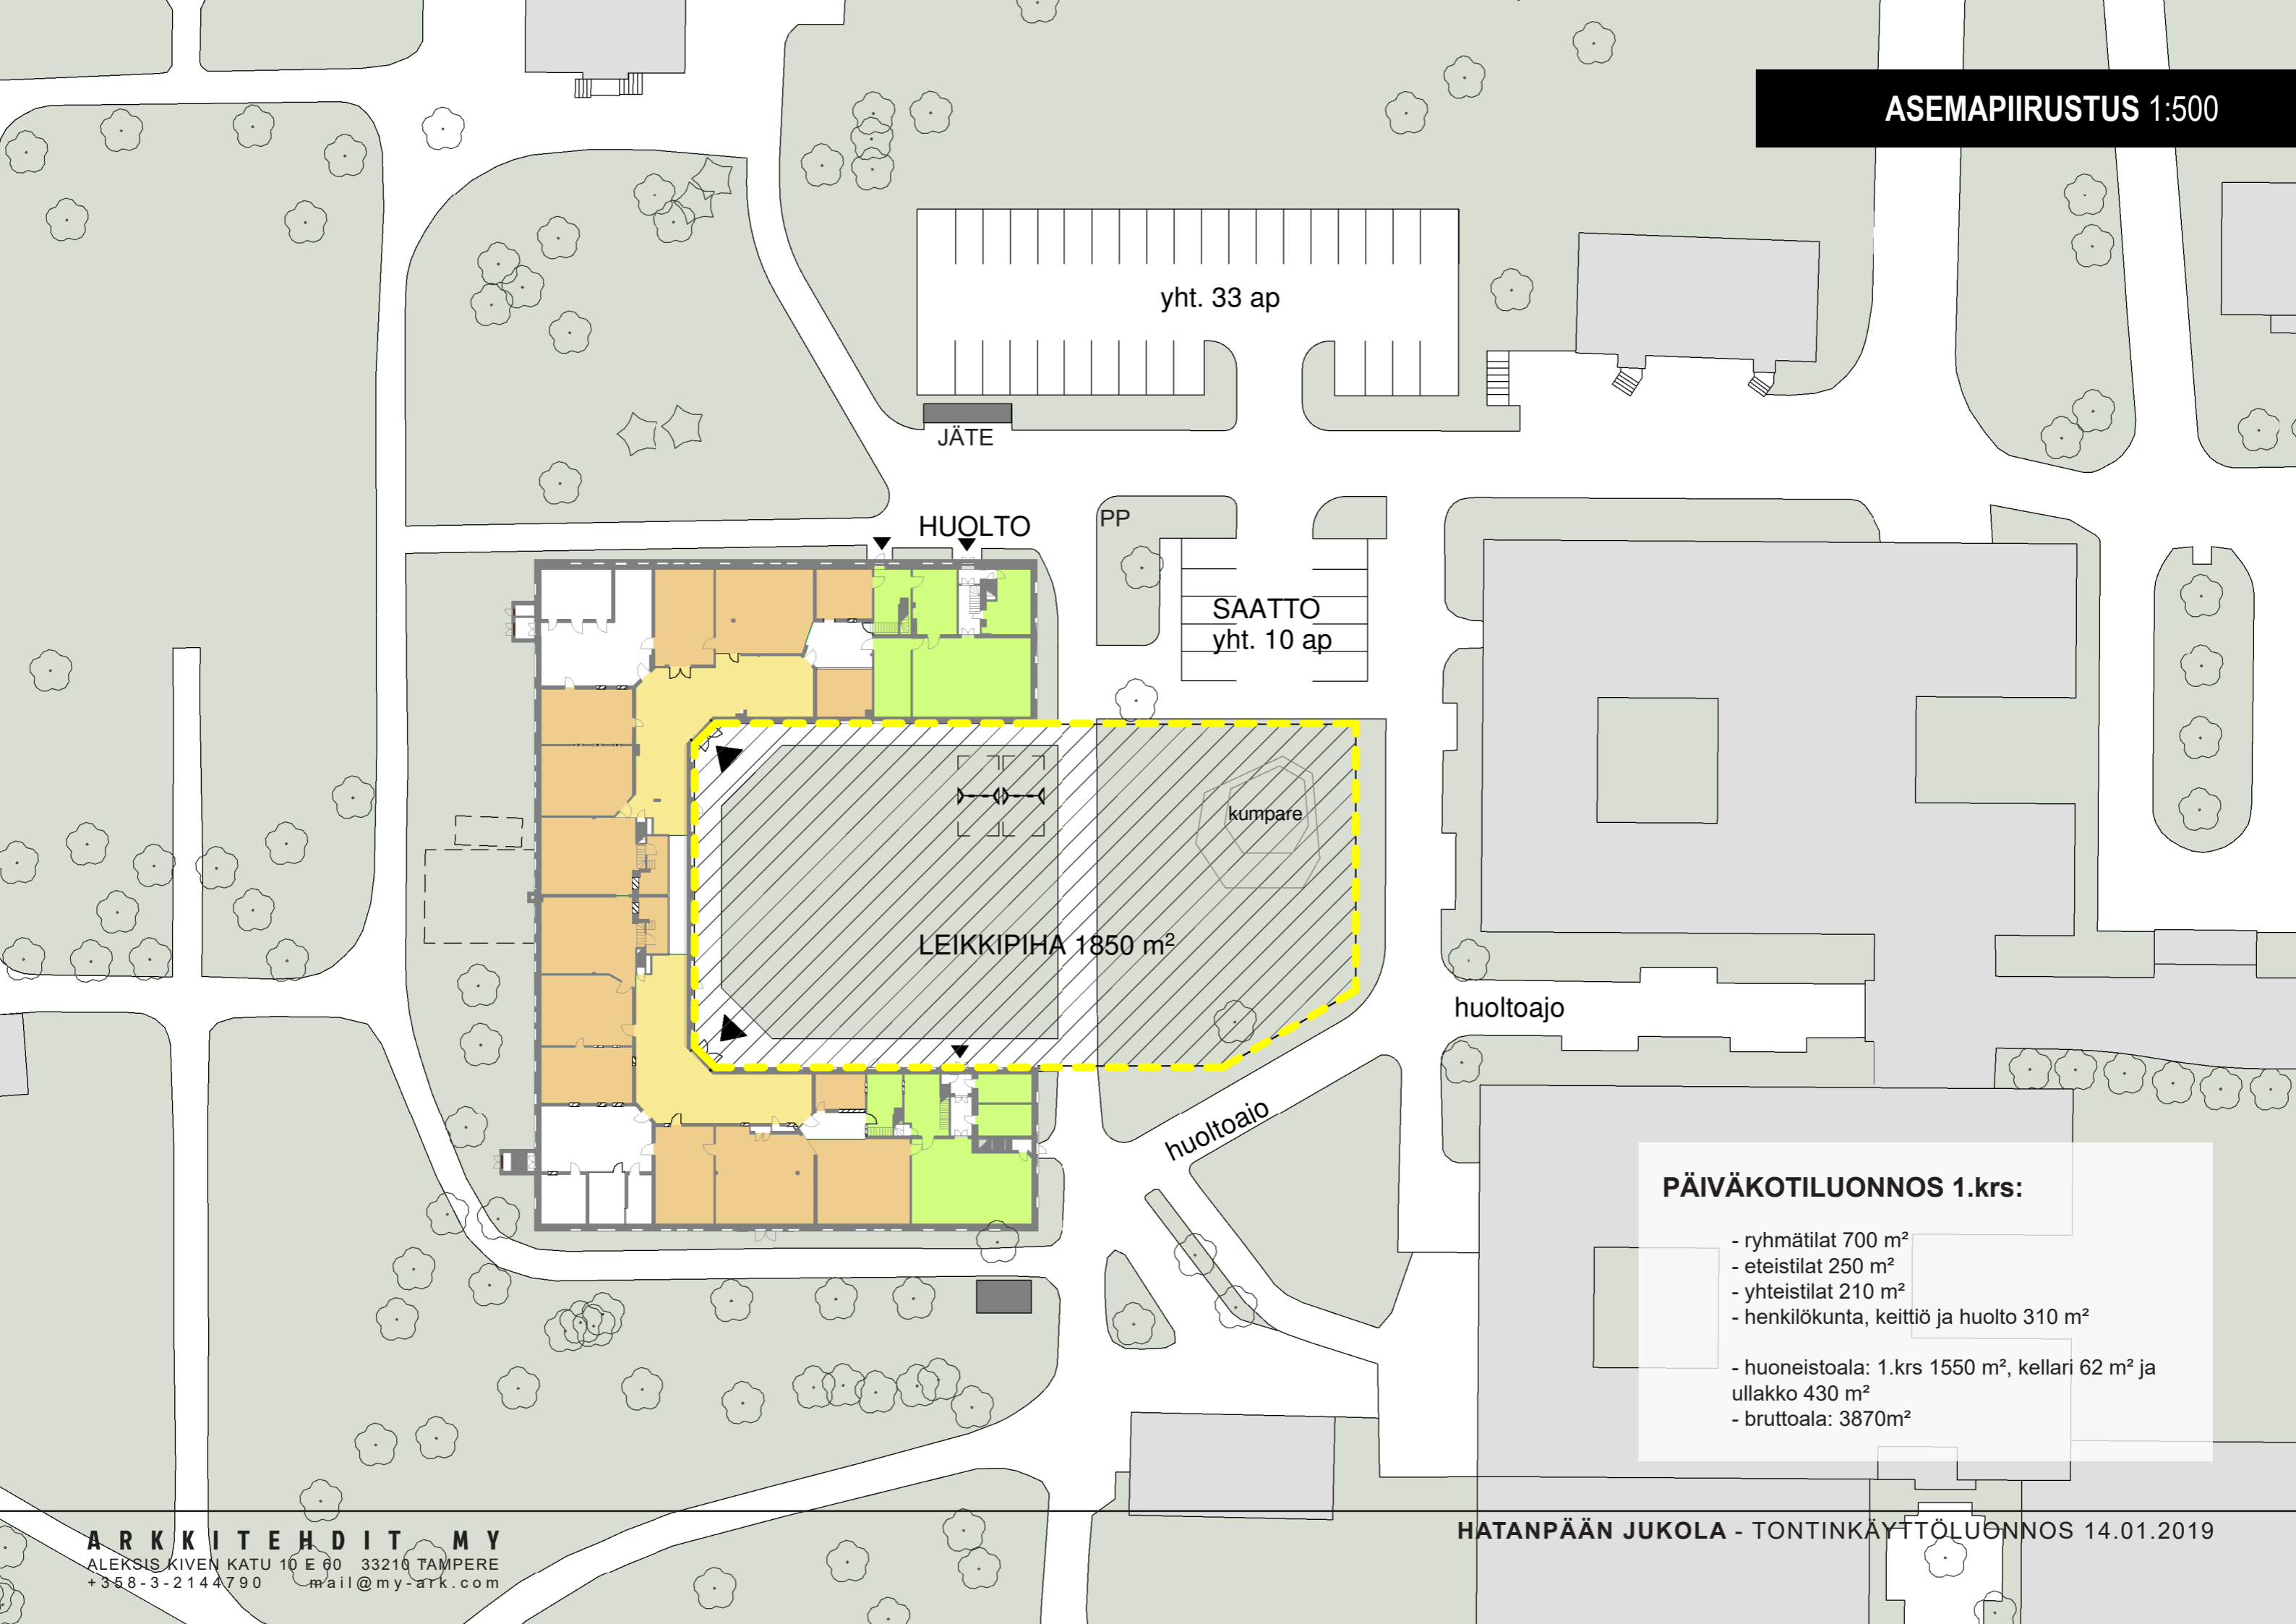 ASEMAPIIRUSTUS 1:500
yht. 33 ap
JÄTE
HUOLTO
PP
SAATTO
yht. 10 ap
kumpare
LEIKKIPIHA 1850 m²
huoltoajo
huoltoajo
PÄIVÄKOTILUONNOS 1.krs:
- ryhmätilat 700 m²
- eteistilat 250 m²
- yhteistilat 210 m²
- henkilökunta, keittiö ja huolto 310 m²
- huoneistoala: 1.krs 1550 m², kellari 62 m² ja
ullakko 430 m²
- bruttoala: 3870m²
HATANPÄÄN JUKOLA - TONTINKÄYTTÖLUONNOS 14.01.2019
ARKKITEHDIT MY
ALEKSIS KIVEN KATU 10 E 60 33210 TAMPERE
+358-3-2144790 mail@my-ark.com